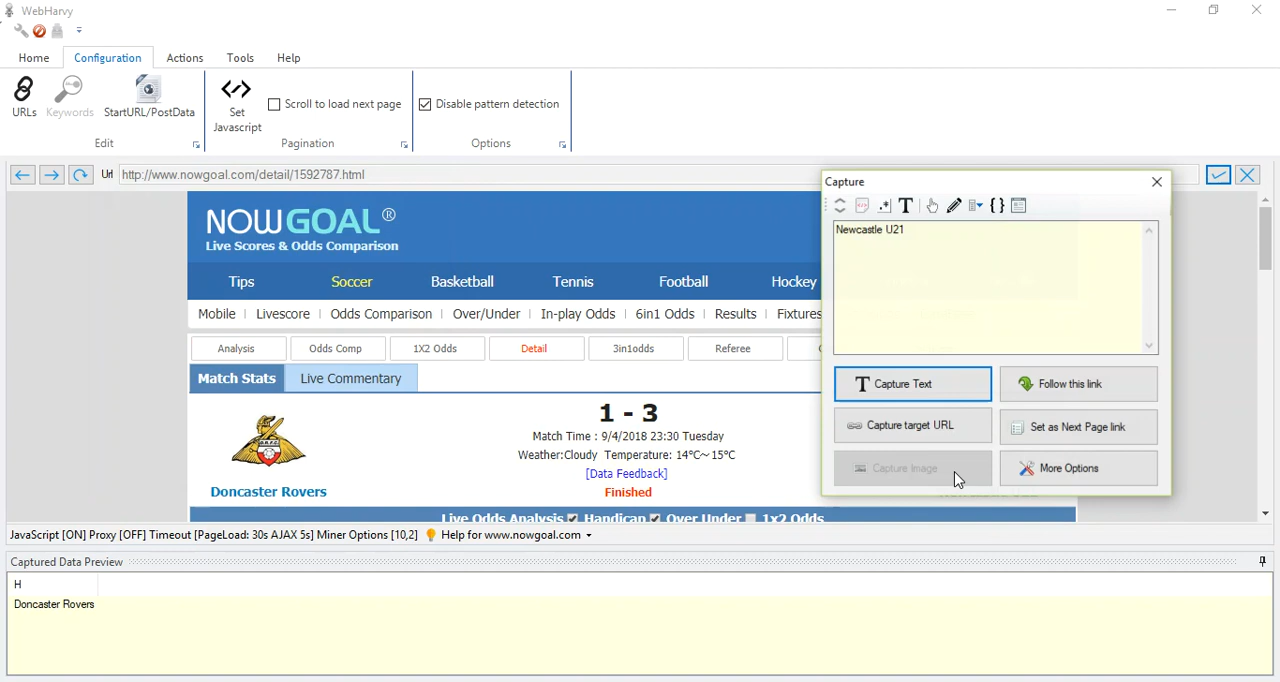 WebHarvy
Home Configuration Actions Tools Help
URLs Keywords StartURL/PostData
Set Javascript
Scroll to load next page
Disable pattern detection
Edit Pagination Options
Url http://www.nowgoal.com/detail/1592787.html
NOWGOAL®
Live Scores & Odds Comparison
Tips Soccer Basketball Tennis Football Hockey
Mobile Livescore Odds Comparison Over/Under In-play Odds 6in1 Odds Results Fixtures
Analysis Odds Comp 1X2 Odds Detail 3in1odds Referee
Match Stats Live Commentary
1 - 3
Match Time : 9/4/2018 23:30 Tuesday
Weather:Cloudy Temperature: 14℃~15℃
[Data Feedback]
Doncaster Rovers
Finished
Live Odds Analysis Handicap Over Under 1x2 Odds
Capture
Newcastle U21
Capture Text Follow this link
Capture target URL Set as Next Page link
Capture Image More Options
JavaScript [ON] Proxy [OFF] Timeout [PageLoad: 30s AJAX 5s] Miner Options [10,2] Help for www.nowgoal.com
Captured Data Preview
H
Doncaster Rovers